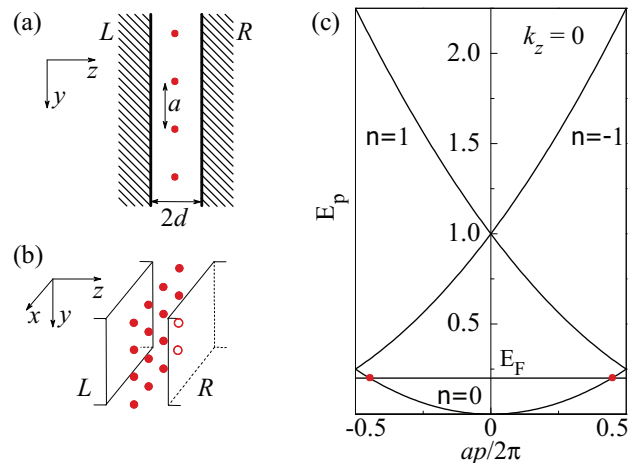 (a)
L
R
z
y
a
2d
(b)
z
x
y
L
R
(c)
k_z = 0
2.0
n=1
n=-1
1.5
E_p
1.0
0.5
E_F
n=0
-0.5
0
0.5
ap/2π